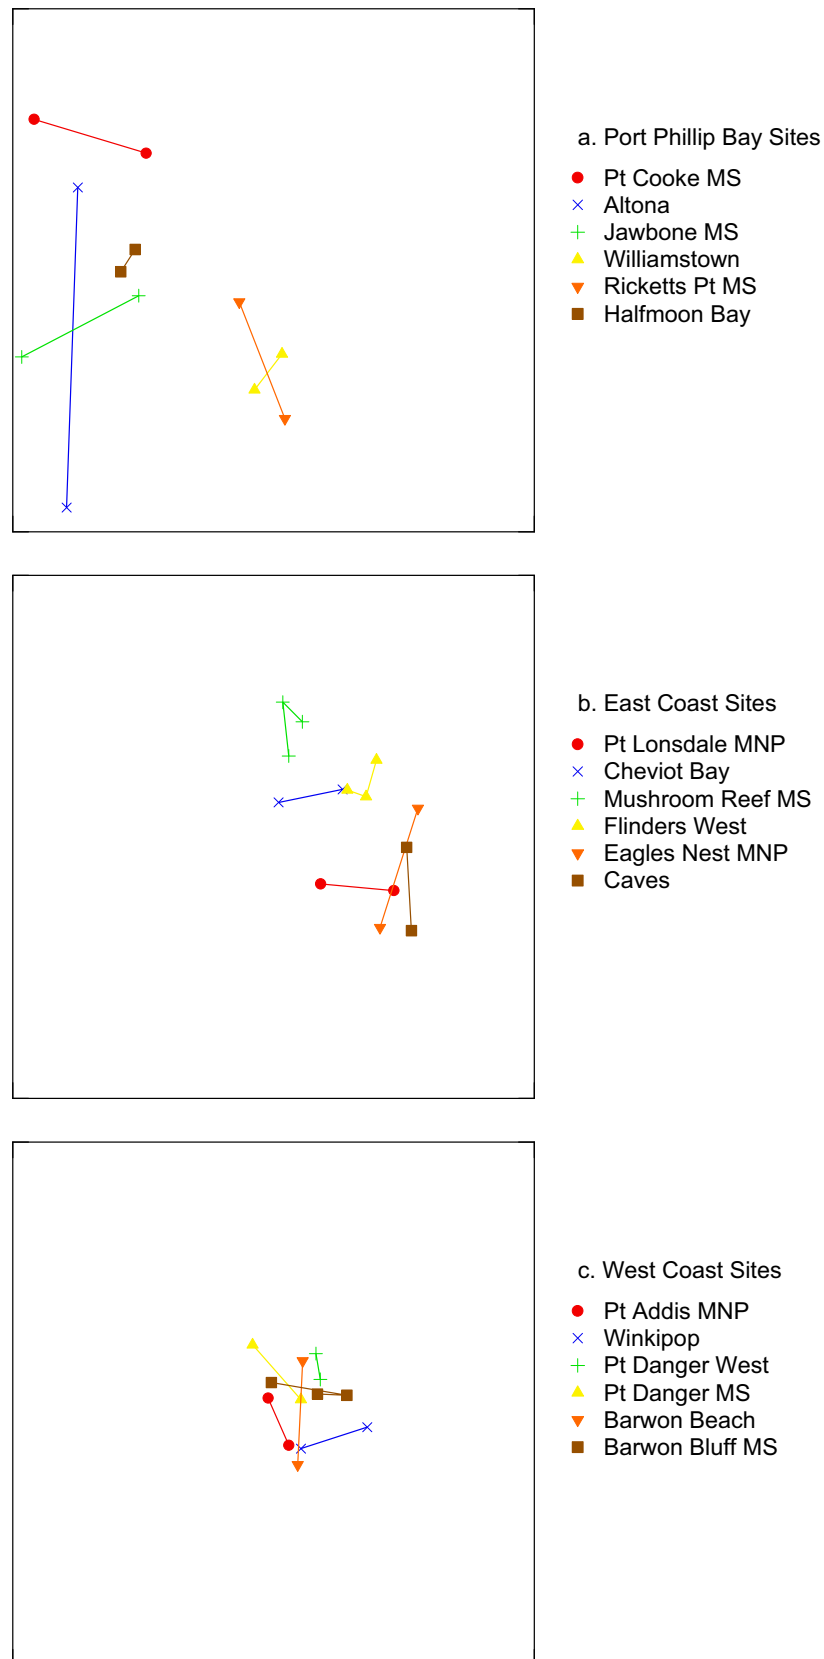 a. Port Phillip Bay Sites
Pt Cooke MS
Altona
Jawbone MS
Williamstown
Ricketts Pt MS
Halfmoon Bay
b. East Coast Sites
Pt Lonsdale MNP
Cheviot Bay
Mushroom Reef MS
Flinders West
Eagles Nest MNP
Caves
c. West Coast Sites
Pt Addis MNP
Winkipop
Pt Danger West
Pt Danger MS
Barwon Beach
Barwon Bluff MS